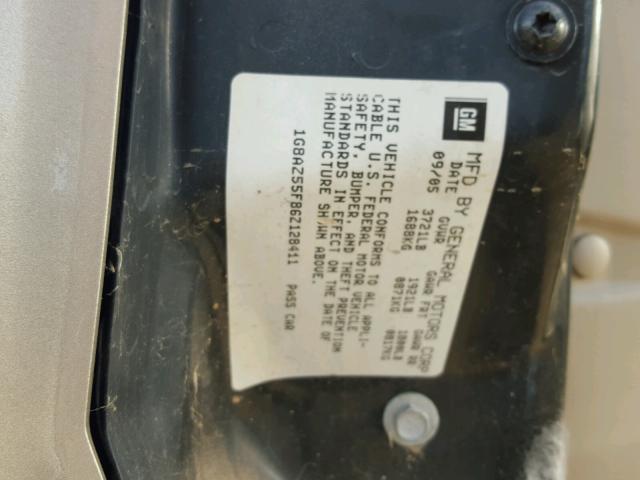 GM
MFD BY GENERAL MOTORS CORP
DATE GVWR GAWR FRT GAWR RR
09/05 3721LB 1921LB 1800LB
1688KG 0871KG 0817KG
THIS VEHICLE CONFORMS TO ALL APPLI-
CABLE U.S. FEDERAL MOTOR VEHICLE
SAFETY, BUMPER, AND THEFT PREVENTION
STANDARDS IN EFFECT ON THE DATE OF
MANUFACTURE SHOWN ABOVE.
1G8AZ55F86Z128411 PASS CAR